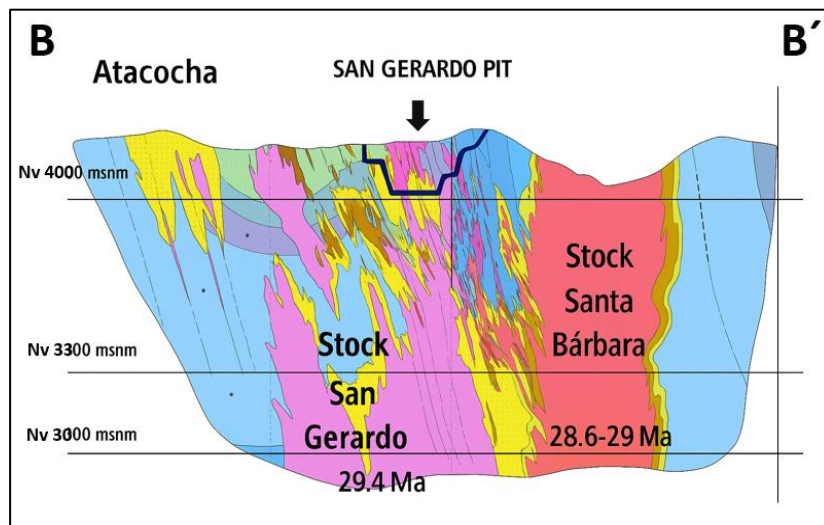 B
B´
Atacocha
SAN GERARDO PIT
Nv 4000 msnm
Stock
Santa
Bárbara
Nv 3300 msnm
Stock
San
Gerardo
Nv 3000 msnm
28.6-29 Ma
29.4 Ma